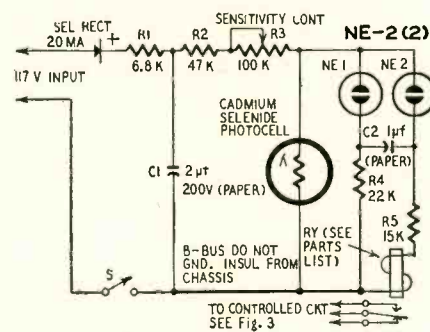 SEL RECT
20 MA
+
R1
6.8 K
R2
47 K
SENSITIVITY CONT
R3
100 K
NE-2(2)
NE 1
NE 2
117 V INPUT
CADMIUM
SELENIDE
PHOTOCELL
λ
C1
2 µf
200V (PAPER)
C2 1µf
(PAPER)
R4
22 K
R5
15K
RY (SEE
PARTS
LIST)
B-BUS DO NOT
GND. INSUL FROM
CHASSIS
S
TO CONTROLLED CKT
SEE Fig. 3